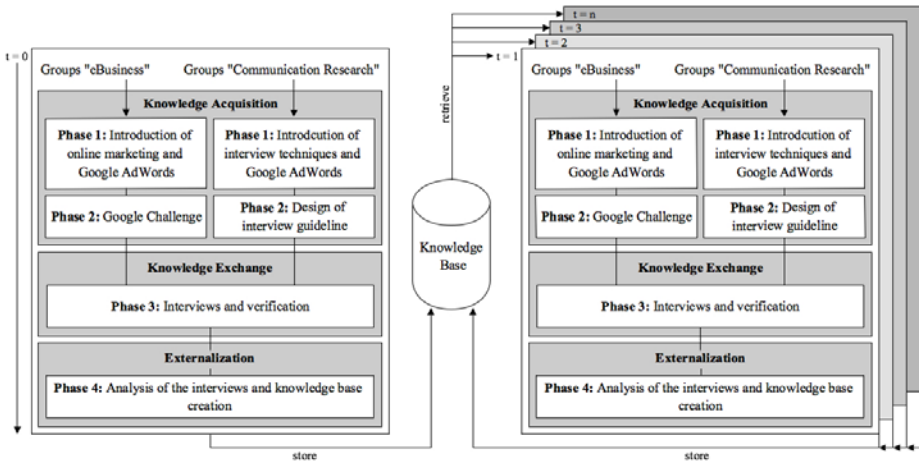 t = n
t = 3
t = 2
t = 0
t = 1
Groups "eBusiness"
Groups "Communication Research"
Knowledge Acquisition
Phase 1: Introduction of
online marketing and
Google AdWords
Phase 1: Introdcution of
interview techniques and
Google AdWords
Phase 2: Google Challenge
Phase 2: Design of
interview guideline
Knowledge Exchange
Phase 3: Interviews and verification
Externalization
Phase 4: Analysis of the interviews and knowledge base
creation
store
retrieve
Knowledge
Base
Groups "eBusiness"
Groups "Communication Research"
Knowledge Acquisition
Phase 1: Introduction of
online marketing and
Google AdWords
Phase 1: Introdcution of
interview techniques and
Google AdWords
Phase 2: Google Challenge
Phase 2: Design of
interview guideline
Knowledge Exchange
Phase 3: Interviews and verification
Externalization
Phase 4: Analysis of the interviews and knowledge base
creation
store